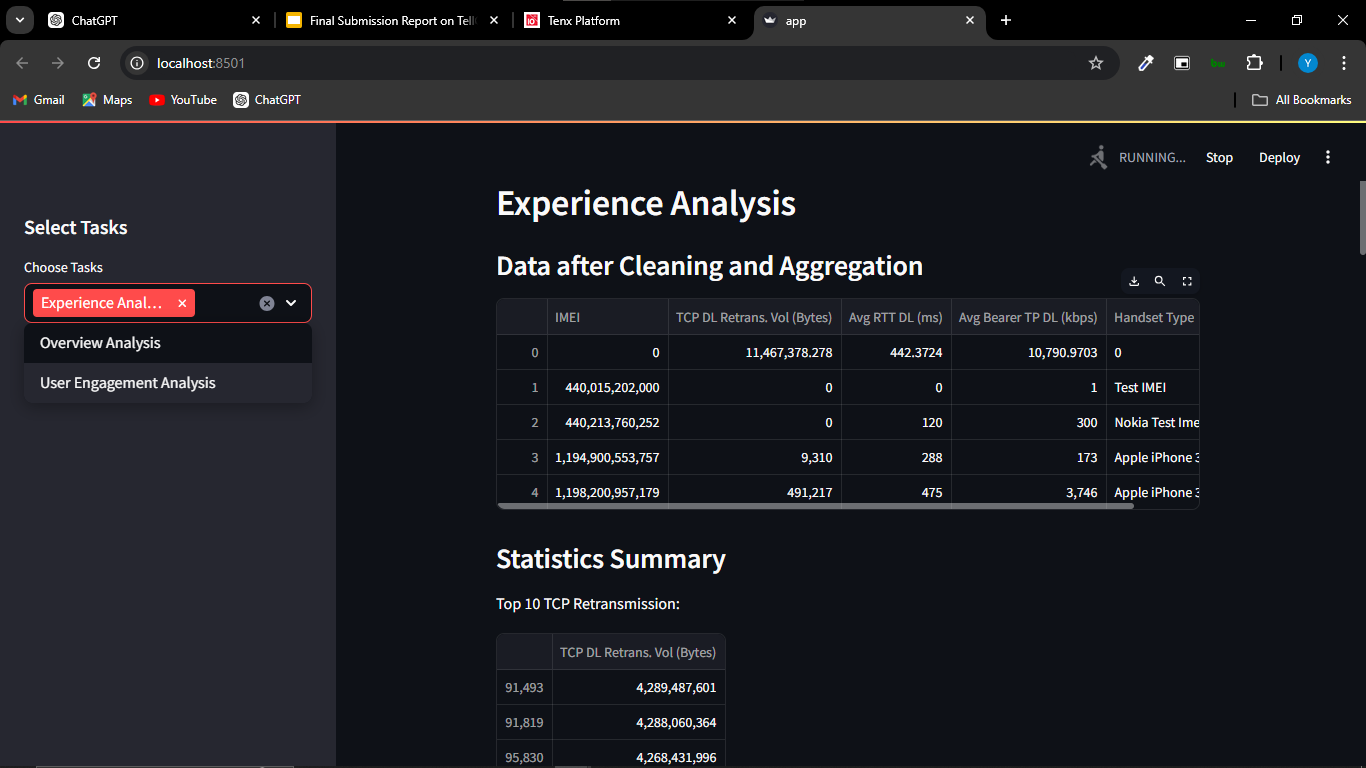 ChatGPT
Final Submission Report on Tell
Tenx Platform
app
localhost:8501
bw
Y
Gmail
Maps
YouTube
ChatGPT
All Bookmarks
RUNNING...
Stop
Deploy
Select Tasks
Choose Tasks
Experience Anal...
Overview Analysis
User Engagement Analysis
Experience Analysis
Data after Cleaning and Aggregation
IMEI TCP DL Retrans. Vol (Bytes) Avg RTT DL (ms) Avg Bearer TP DL (kbps) Handset Type
0 0 11,467,378.278 442.3724 10,790.9703 0
1 440,015,202,000 0 0 1 Test IMEI
2 440,213,760,252 0 120 300 Nokia Test Ime
3 1,194,900,553,757 9,310 288 173 Apple iPhone 3
4 1,198,200,957,179 491,217 475 3,746 Apple iPhone 3
Statistics Summary
Top 10 TCP Retransmission:
TCP DL Retrans. Vol (Bytes)
91,493 4,289,487,601
91,819 4,288,060,364
95,830 4,268,431,996